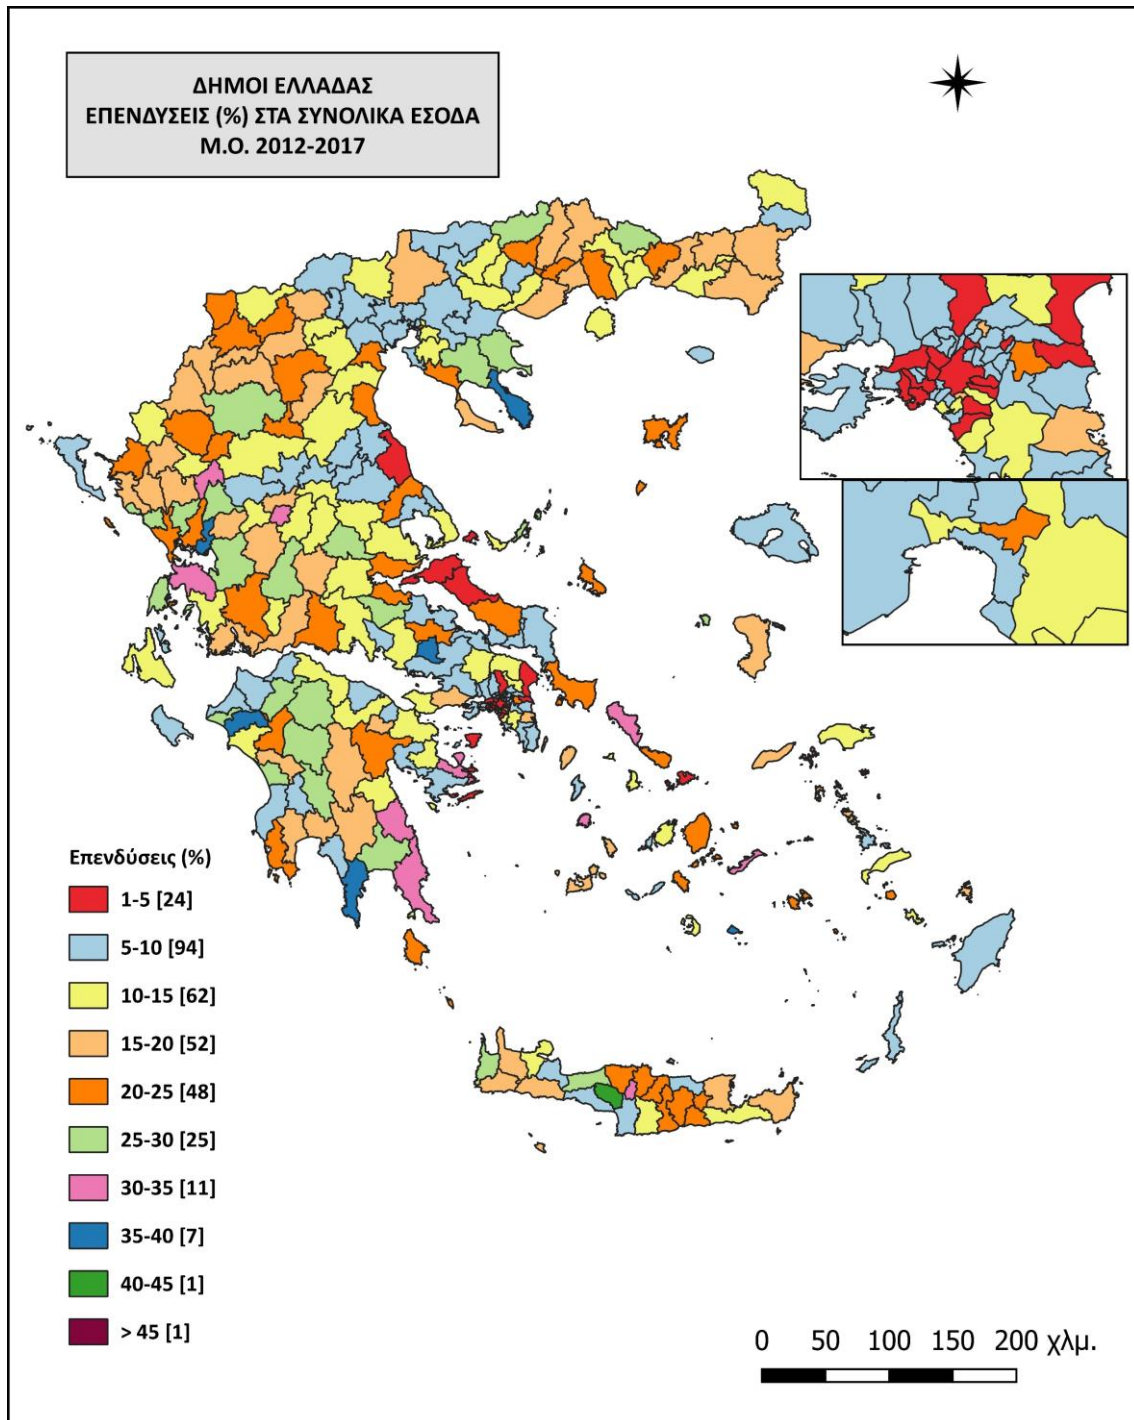 ΔΗΜΟΙ ΕΛΛΑΔΑΣ
ΕΠΕΝΔΥΣΕΙΣ (%) ΣΤΑ ΣΥΝΟΛΙΚΑ ΕΣΟΔΑ
Μ.Ο. 2012-2017
Επενδύσεις (%)
1-5 [24]
5-10 [94]
10-15 [62]
15-20 [52]
20-25 [48]
25-30 [25]
30-35 [11]
35-40 [7]
40-45 [1]
> 45 [1]
0 50 100 150 200 χλμ.